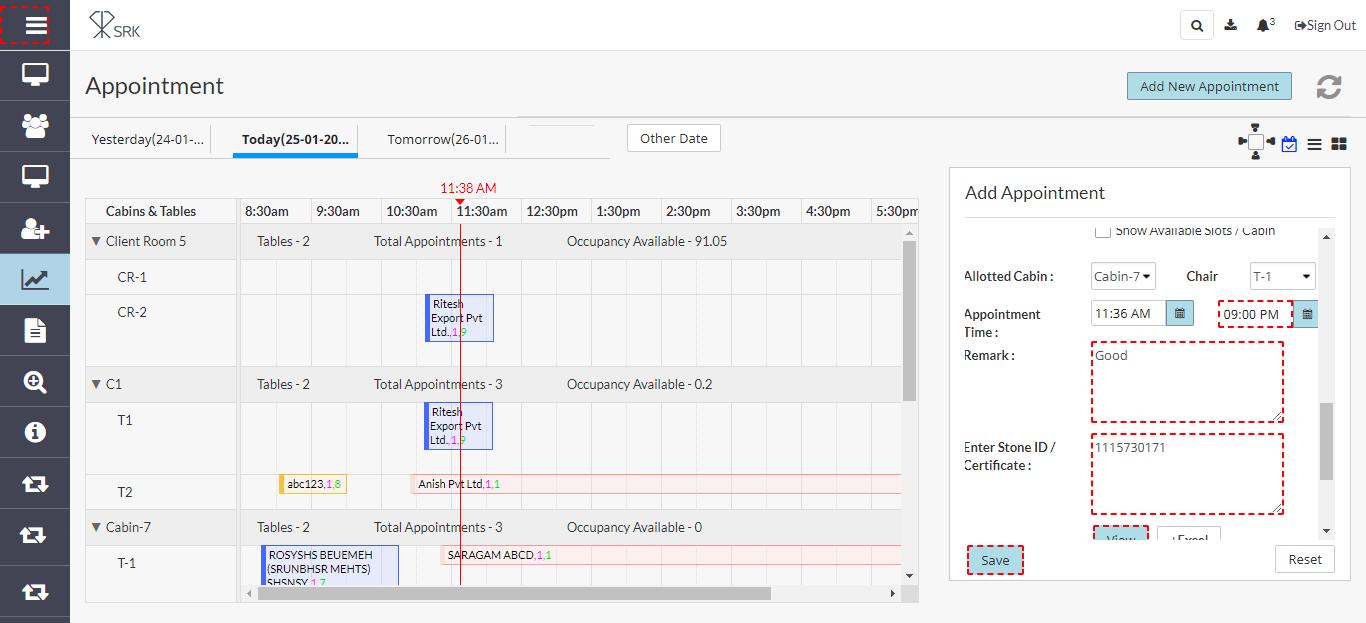 SRK
3
Sign Out
Appointment
Add New Appointment
Yesterday(24-01-...
Today(25-01-20...
Tomorrow(26-01...
Other Date
11:38 AM
Cabins & Tables
8:30am 9:30am 10:30am 11:30am 12:30pm 1:30pm 2:30pm 3:30pm 4:30pm 5:30pm
Client Room 5 Tables - 2 Total Appointments - 1 Occupancy Available - 91.05
CR-1
CR-2
Ritesh
Export Pvt
Ltd.,1,9
C1 Tables - 2 Total Appointments - 3 Occupancy Available - 0.2
T1
Ritesh
Export Pvt
Ltd.,1,9
T2
abc123,1,8
Anish Pvt Ltd,1,1
Cabin-7 Tables - 2 Total Appointments - 3 Occupancy Available - 0
T-1
ROSYSHS BEUEMEH
(SRUNBHSR MEHTS)
SHSNSY,1,7
SARAGAM ABCD,1,1
Add Appointment
Show Available Slots / Cabin
Allotted Cabin : Cabin-7 Chair T-1
Appointment
Time :
11:36 AM 09:00 PM
Remark :
Good
Enter Stone ID /
Certificate :
1115730171
View +Excel
Save Reset